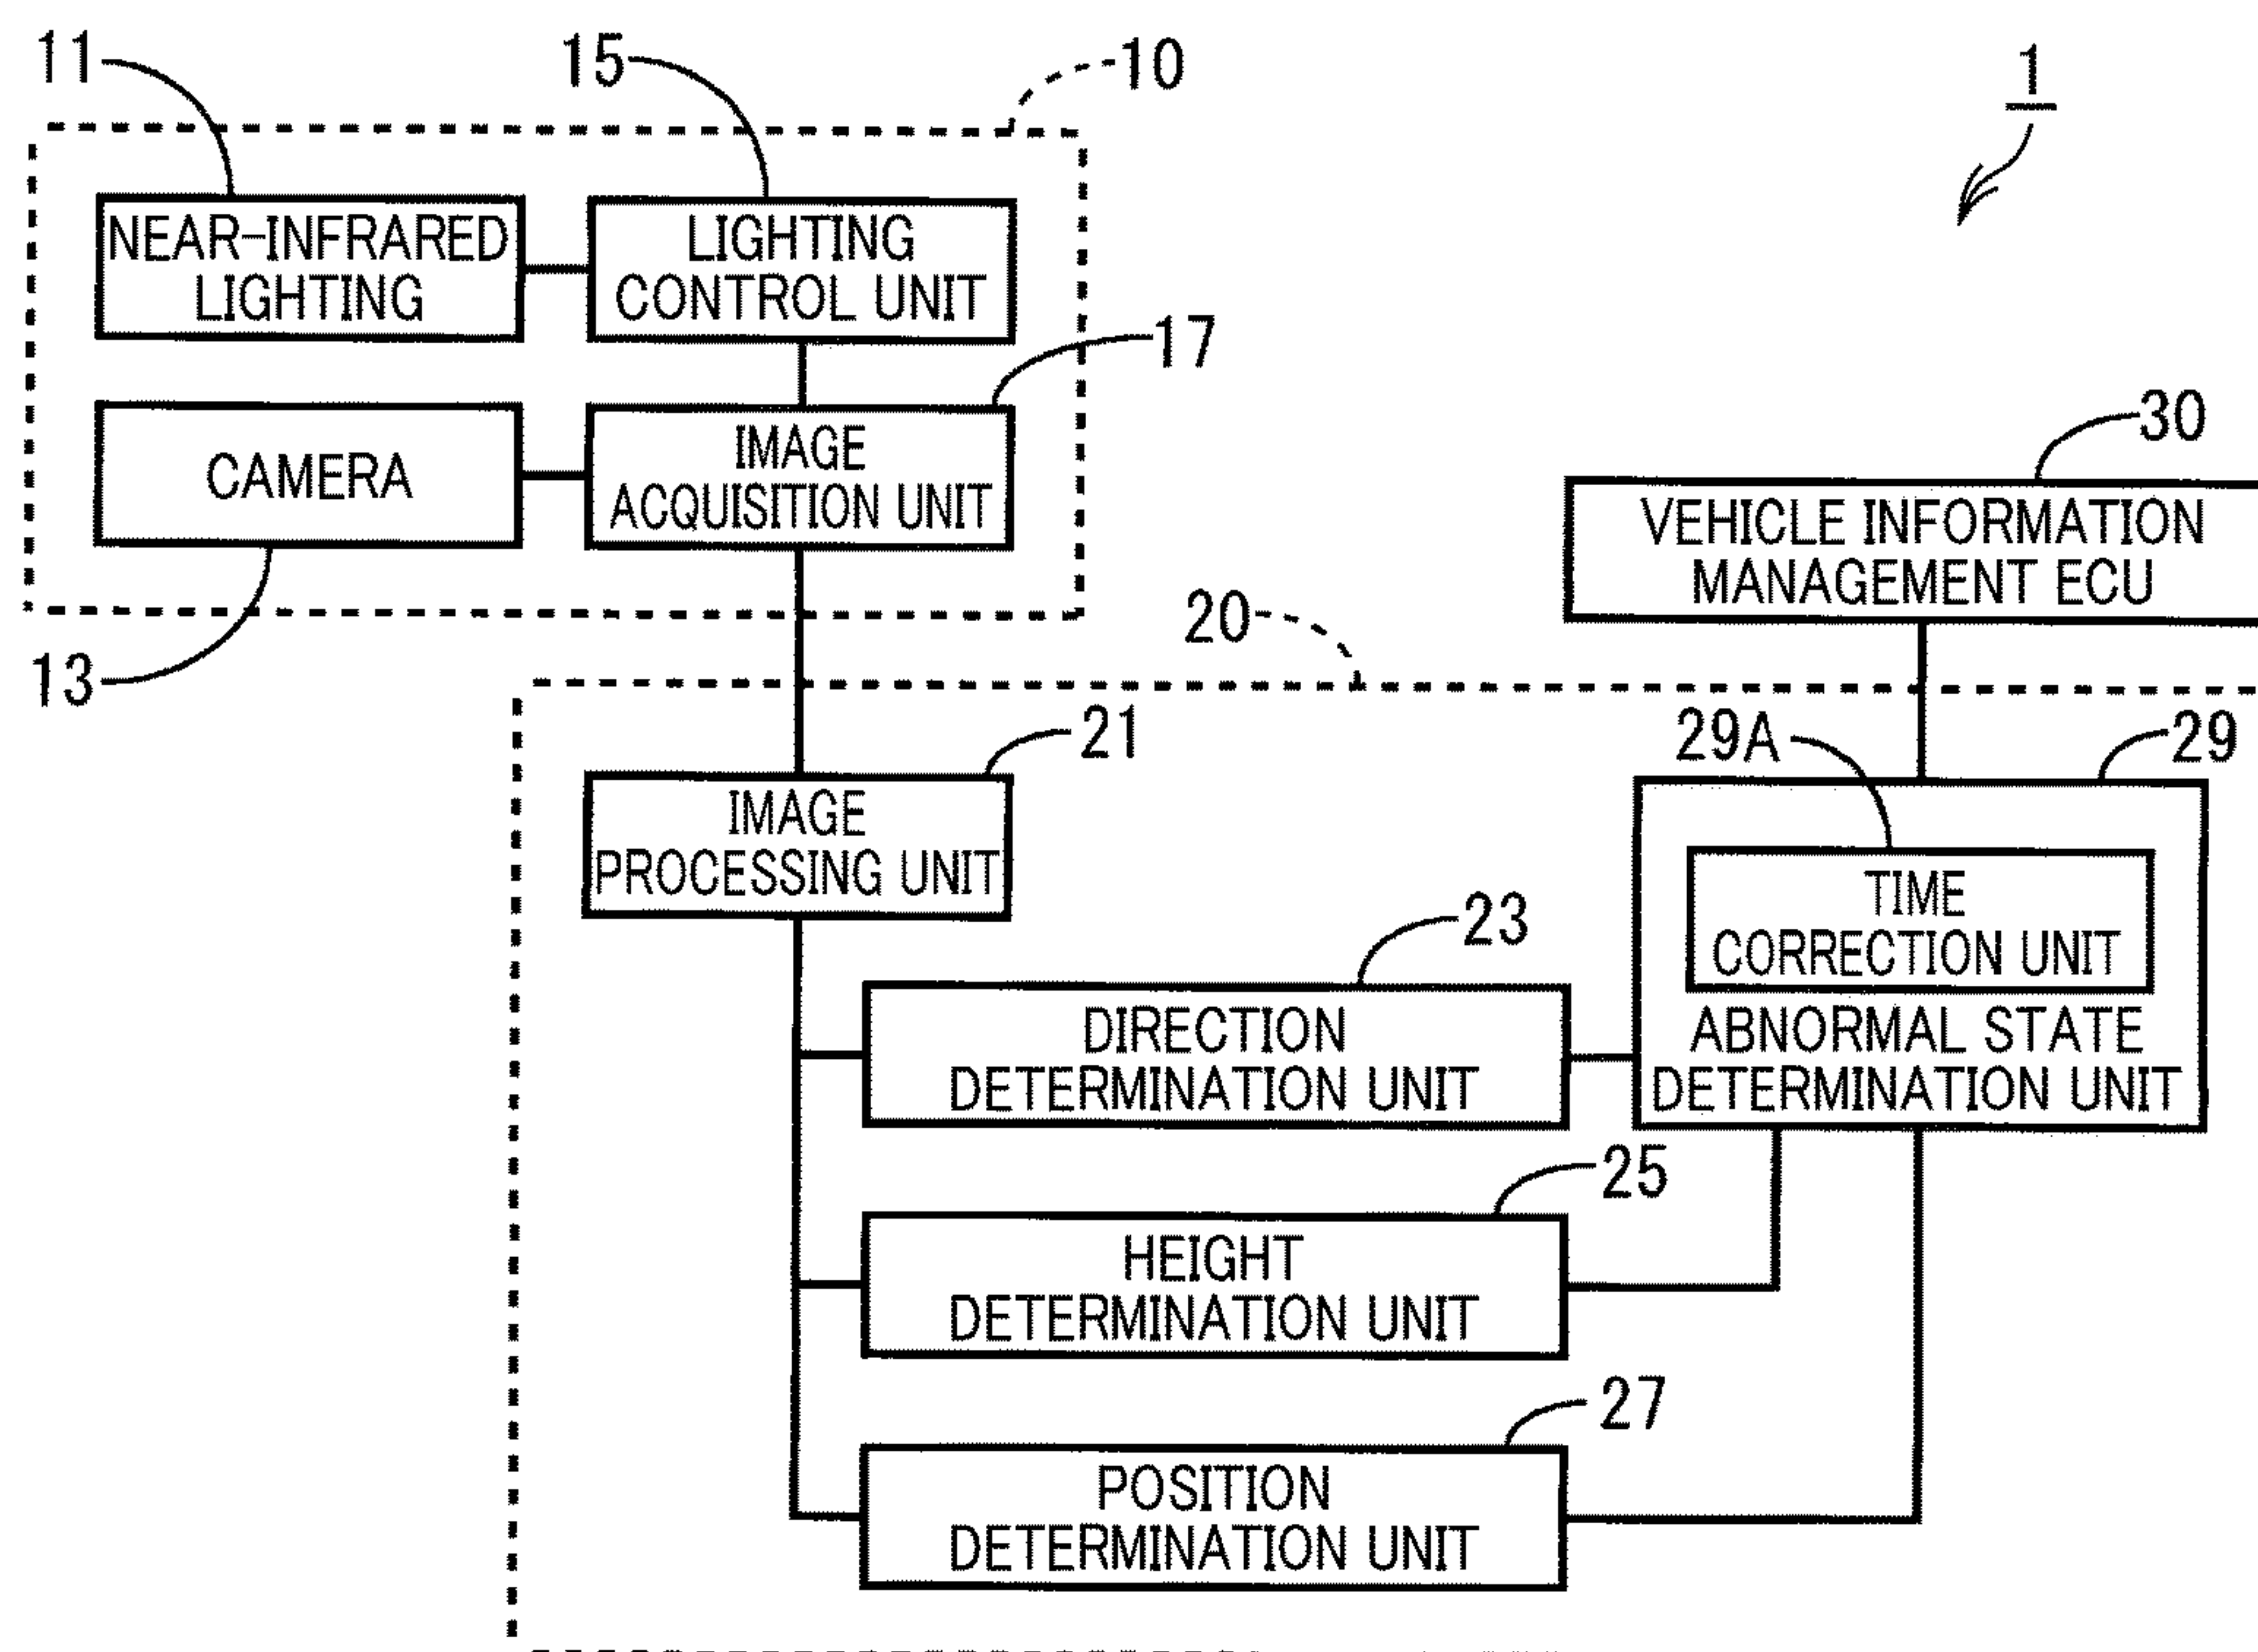 11
15
10
1
NEAR-INFRARED
LIGHTING
LIGHTING
CONTROL UNIT
17
CAMERA
IMAGE
ACQUISITION UNIT
30
VEHICLE INFORMATION
MANAGEMENT ECU
13
20
21
29A
29
IMAGE
PROCESSING UNIT
TIME
CORRECTION UNIT
ABNORMAL STATE
DETERMINATION UNIT
23
DIRECTION
DETERMINATION UNIT
25
HEIGHT
DETERMINATION UNIT
27
POSITION
DETERMINATION UNIT